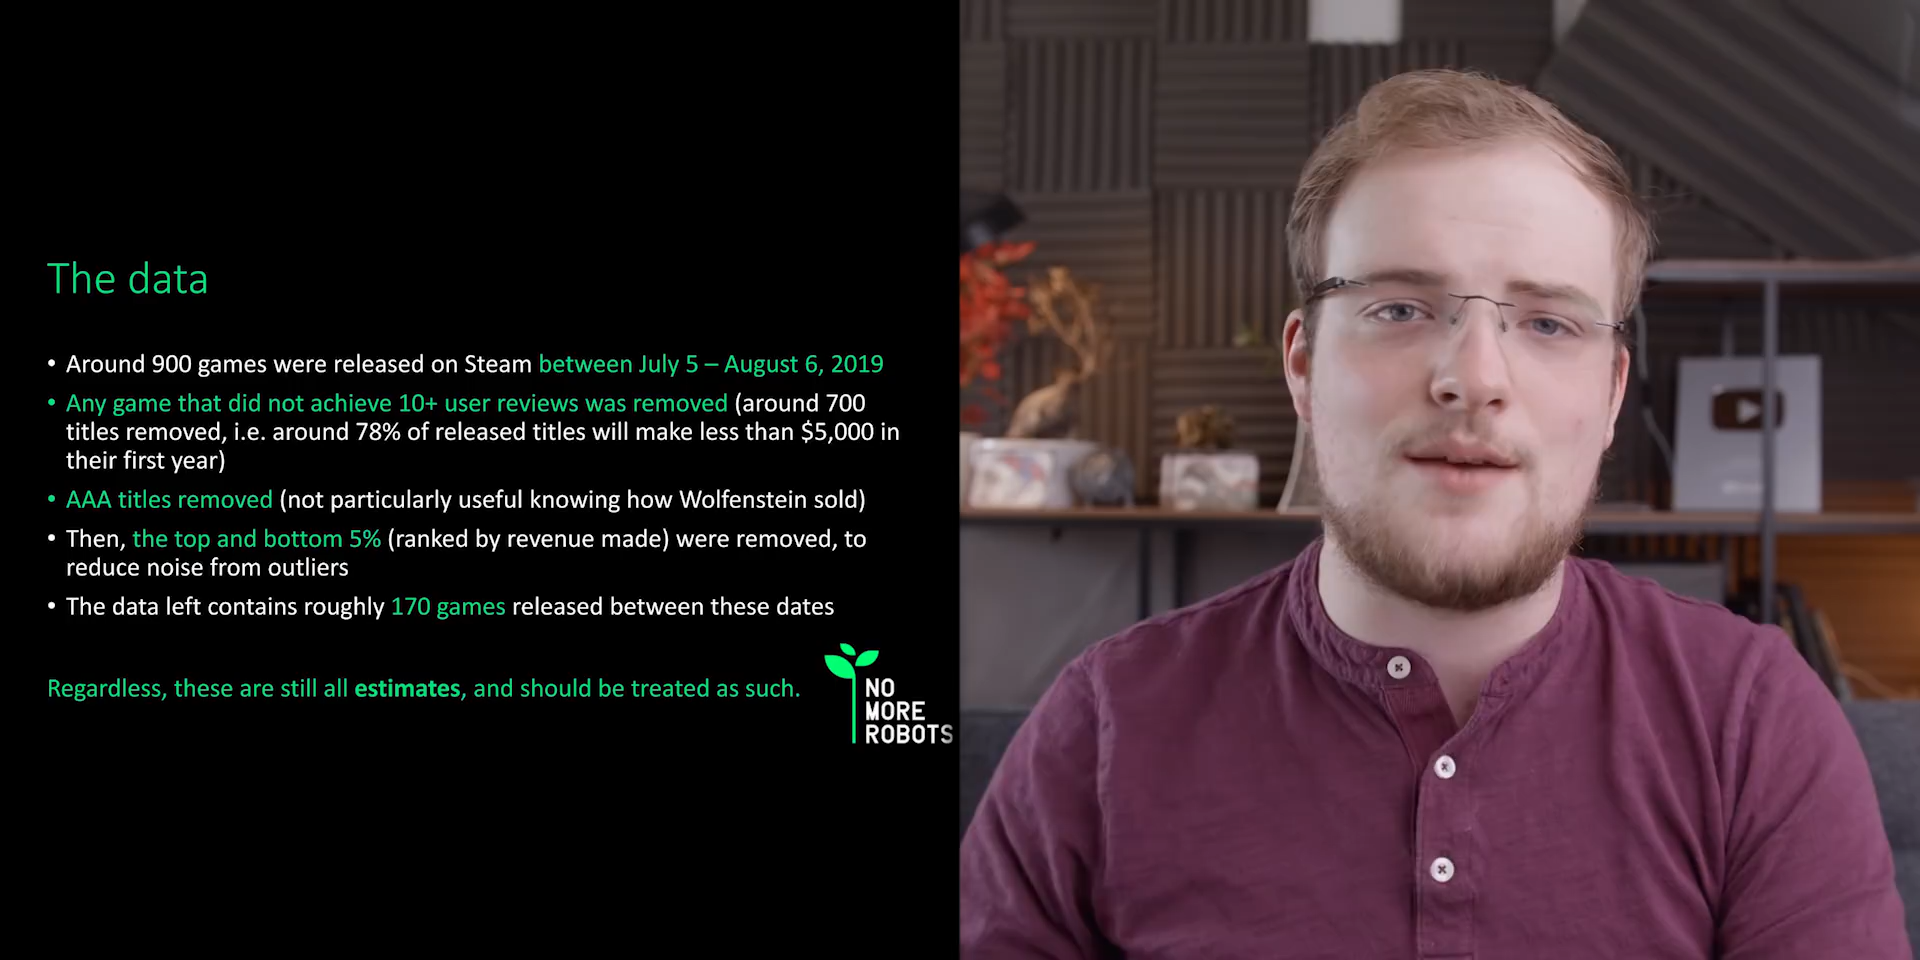 The data
• Around 900 games were released on Steam between July 5 – August 6, 2019
• Any game that did not achieve 10+ user reviews was removed (around 700
titles removed, i.e. around 78% of released titles will make less than $5,000 in
their first year)
• AAA titles removed (not particularly useful knowing how Wolfenstein sold)
• Then, the top and bottom 5% (ranked by revenue made) were removed, to
reduce noise from outliers
• The data left contains roughly 170 games released between these dates
Regardless, these are still all estimates, and should be treated as such.
NO
MORE
ROBOTS